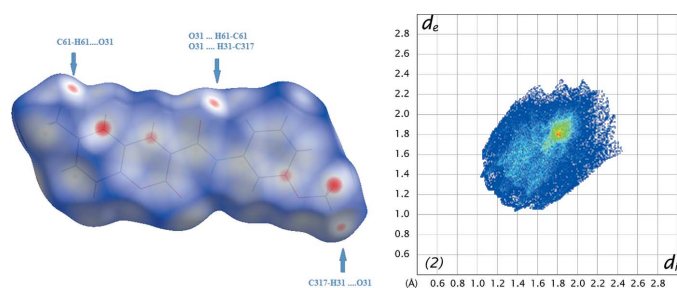 C61-H61....O31
O31 ... H61-C61
O31 .... H31-C317
C317-H31 ....O31
de
2.8
2.6
2.4
2.2
2.0
1.8
1.6
1.4
1.2
1.0
0.8
0.6
(2)
(Å) 0.6 0.8 1.0 1.2 1.4 1.6 1.8 2.0 2.2 2.4 2.6 2.8